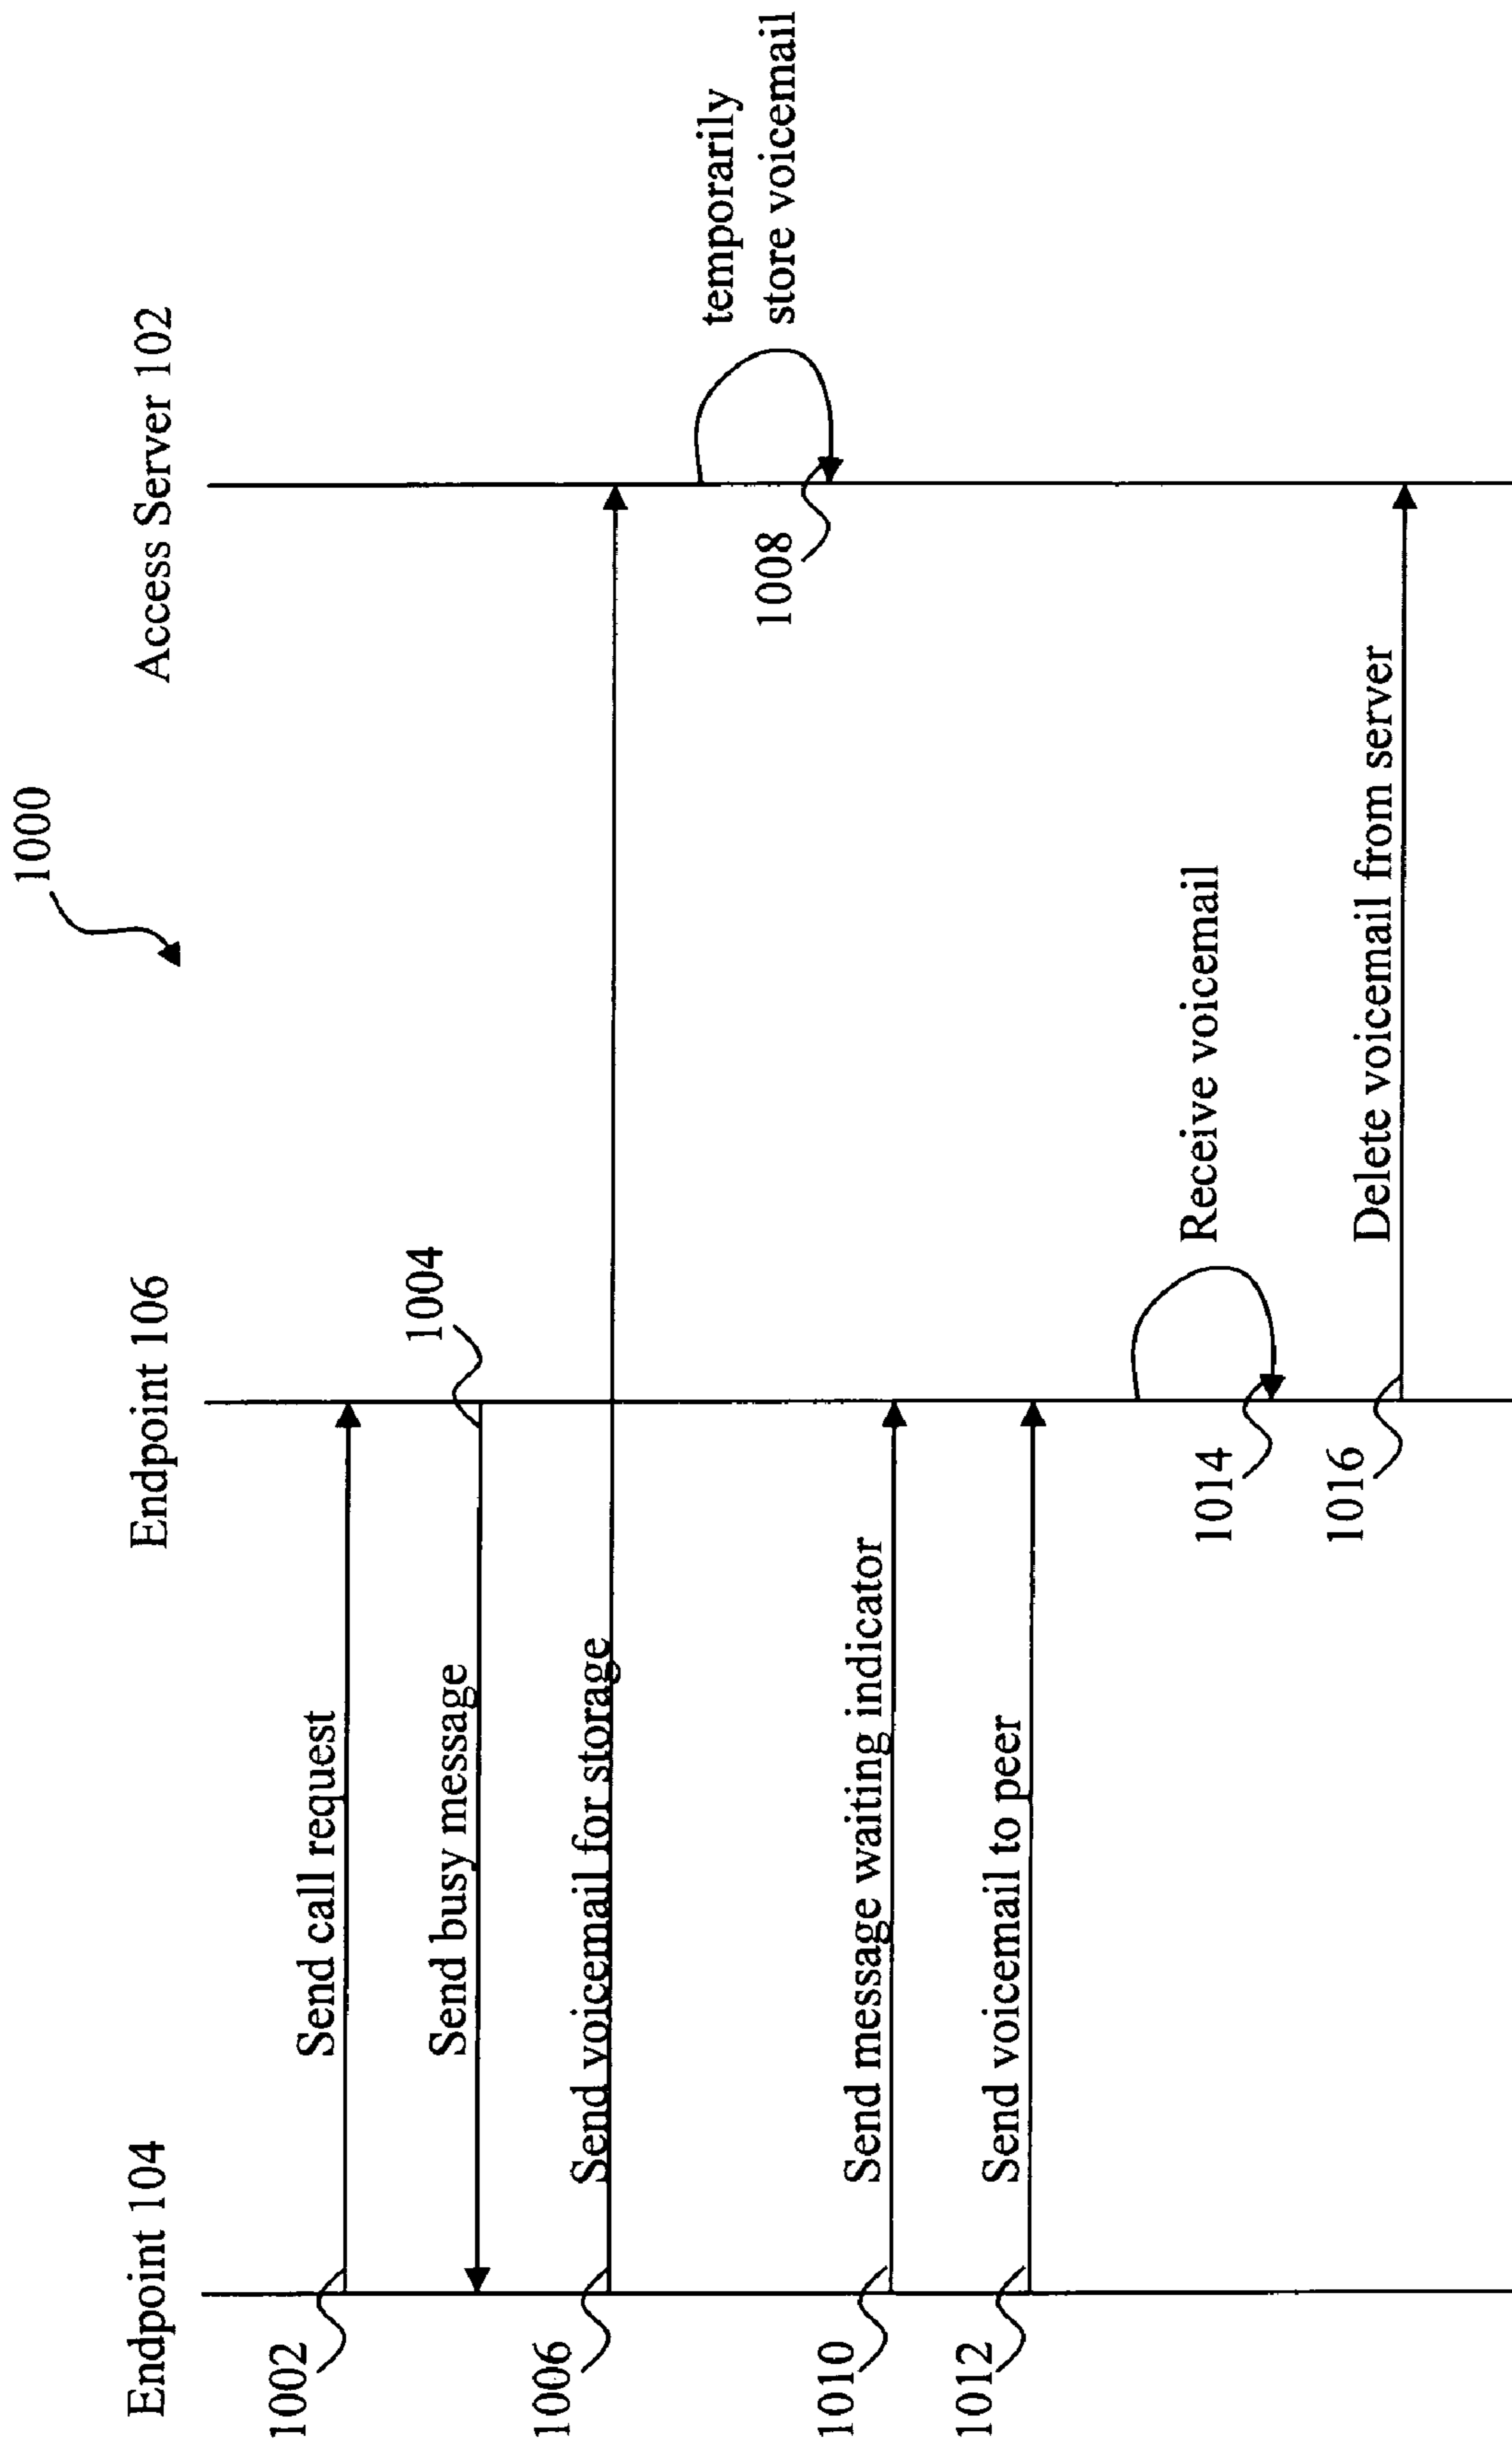 1000
Endpoint 104
Endpoint 106
Access Server 102
1002
Send call request
Send busy message
1004
1006
Send voicemail for storage
temporarily
store voicemail
1008
1010
Send message waiting indicator
1012
Send voicemail to peer
Receive voicemail
1014
1016
Delete voicemail from server